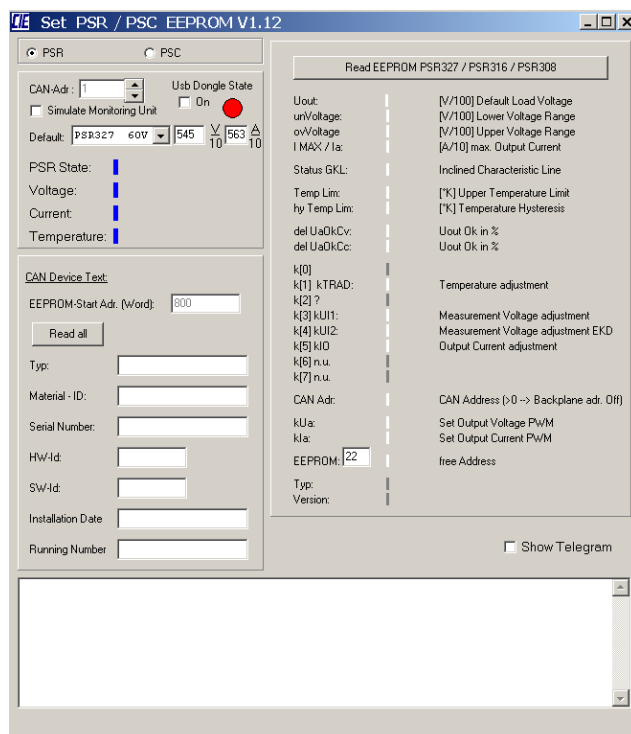 CIE Set PSR / PSC EEPROM V1.12
PSR PSC
CAN-Adr : 1
Usb Dongle State
On
Simulate Monitoring Unit
Default: PSR327 60V 545 V/10 563 A/10
PSR State:
Voltage:
Current:
Temperature:
CAN Device Text:
EEPROM-Start Adr. (Word): 800
Read all
Typ:
Material - ID:
Serial Number:
HW-Id:
SW-Id:
Installation Date
Running Number
Read EEPROM PSR327 / PSR316 / PSR308
Uout: [V/100] Default Load Voltage
unVoltage: [V/100] Lower Voltage Range
ovVoltage [V/100] Upper Voltage Range
I MAX / Ia: [A/10] max. Output Current
Status GKL: Inclined Characteristic Line
Temp Lim: [°K] Upper Temperature Limit
hy Temp Lim: [°K] Temperature Hysteresis
del UaOkCv: Uout Ok in %
del UaOkCc: Uout Ok in %
k[0]
k[1] kTRAD: Temperature adjustment
k[2] ?
k[3] kUI1: Measurement Voltage adjustment
k[4] kUI2: Measurement Voltage adjustment EKD
k[5] kIO Output Current adjustment
k[6] n.u.
k[7] n.u.
CAN Adr: CAN Address (>0 --> Backplane adr. Off)
kUa: Set Output Voltage PWM
kIa: Set Output Current PWM
EEPROM: 22 free Address
Typ:
Version:
Show Telegram